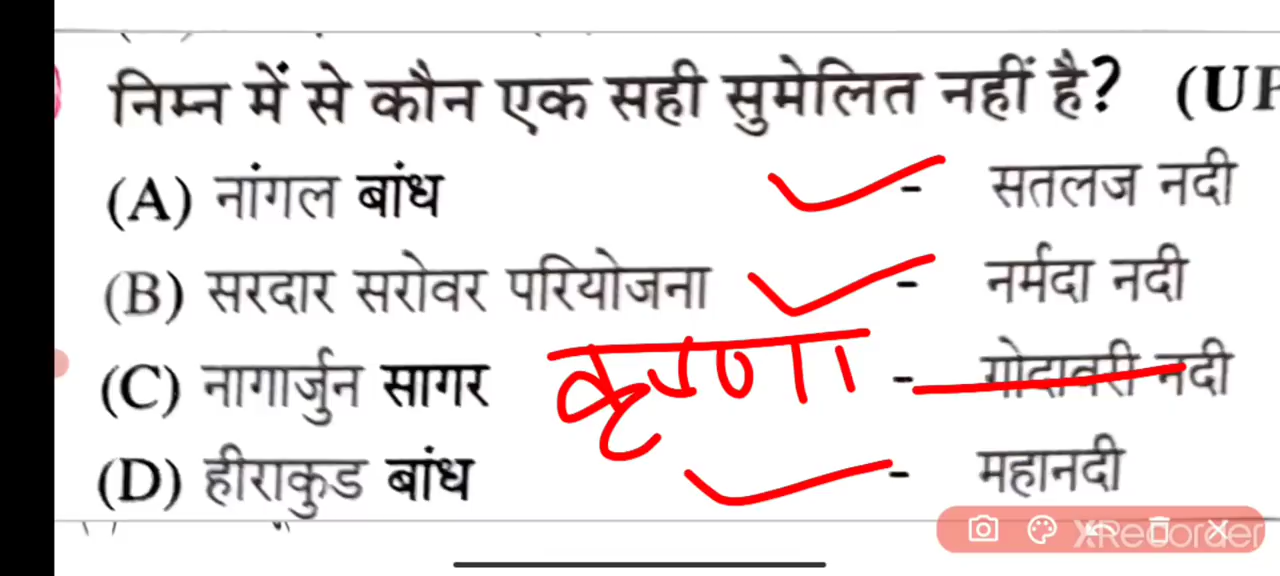 निम्न में से कौन एक सही सुमेलित नहीं है? (UP
(A) नांगल बांध - सतलज नदी
(B) सरदार सरोवर परियोजना - नर्मदा नदी
(C) नागार्जुन सागर कृष्णा - गोदावरी नदी
(D) हीराकुड बांध - महानदी
XRecorder